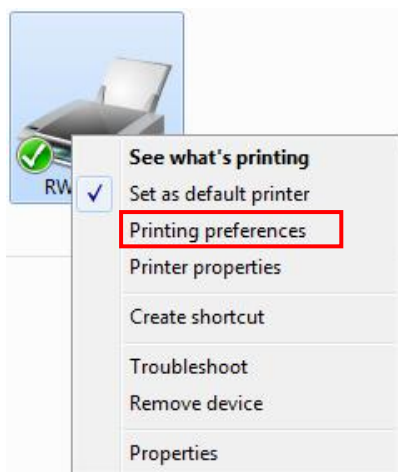 See what's printing
RW
Set as default printer
Printing preferences
Printer properties
Create shortcut
Troubleshoot
Remove device
Properties